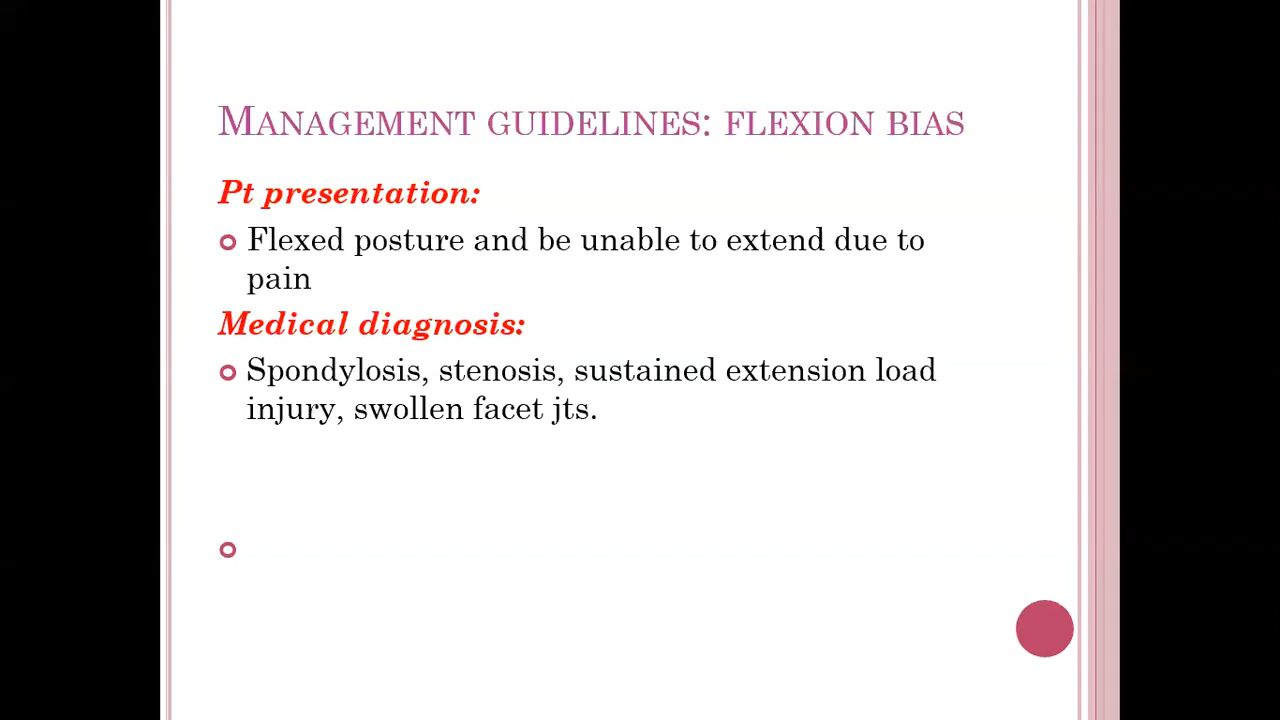 MANAGEMENT GUIDELINES: FLEXION BIAS
Pt presentation:
Flexed posture and be unable to extend due to
pain
Medical diagnosis:
Spondylosis, stenosis, sustained extension load
injury, swollen facet jts.